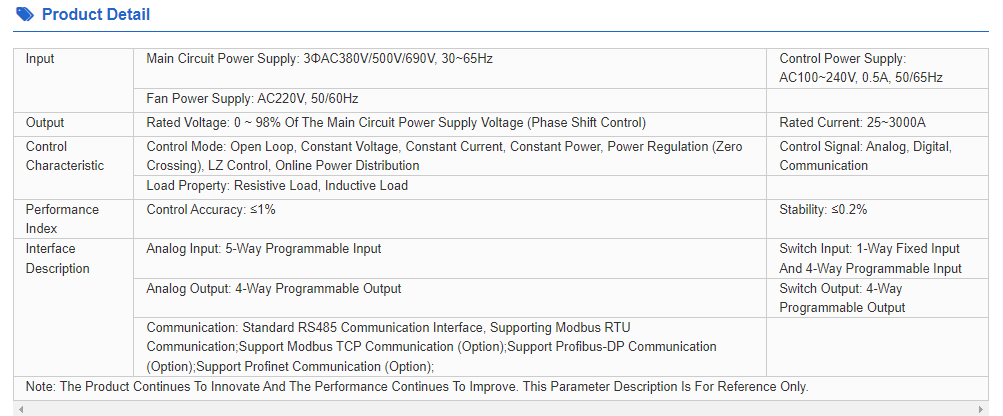 Product Detail
Input
Main Circuit Power Supply: 3ΦAC380V/500V/690V, 30~65Hz
Control Power Supply:
AC100~240V, 0.5A, 50/65Hz
Fan Power Supply: AC220V, 50/60Hz
Output
Rated Voltage: 0 ~ 98% Of The Main Circuit Power Supply Voltage (Phase Shift Control)
Rated Current: 25~3000A
Control
Characteristic
Control Mode: Open Loop, Constant Voltage, Constant Current, Constant Power, Power Regulation (Zero
Crossing), LZ Control, Online Power Distribution
Control Signal: Analog, Digital,
Communication
Load Property: Resistive Load, Inductive Load
Performance
Index
Control Accuracy: ≤1%
Stability: ≤0.2%
Interface
Description
Analog Input: 5-Way Programmable Input
Switch Input: 1-Way Fixed Input
And 4-Way Programmable Input
Analog Output: 4-Way Programmable Output
Switch Output: 4-Way
Programmable Output
Communication: Standard RS485 Communication Interface, Supporting Modbus RTU
Communication;Support Modbus TCP Communication (Option);Support Profibus-DP Communication
(Option);Support Profinet Communication (Option);
Note: The Product Continues To Innovate And The Performance Continues To Improve. This Parameter Description Is For Reference Only.